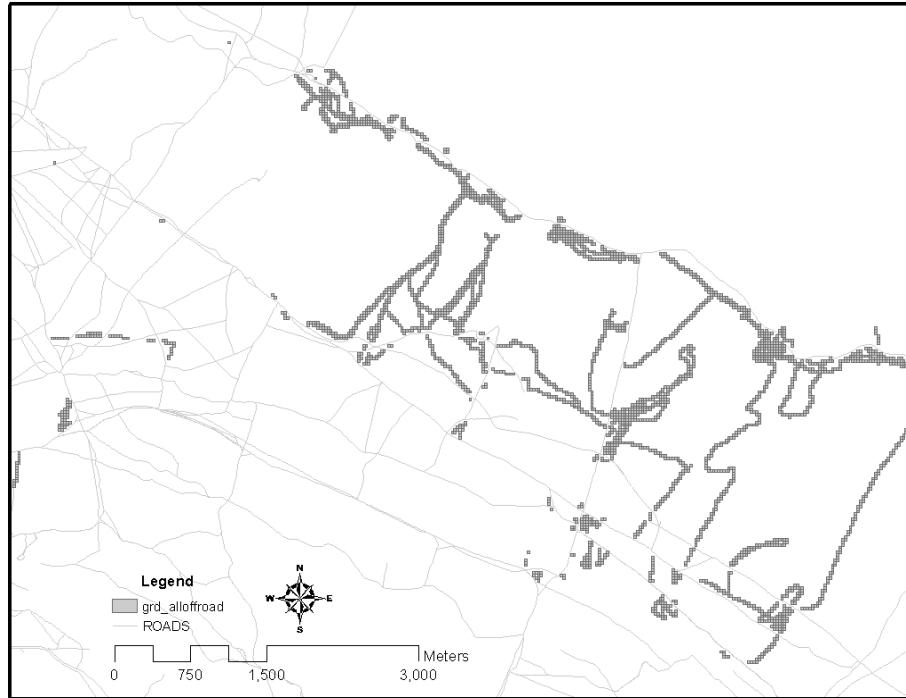 Legend
grd_alloffroad
ROADS
N
W E
S
Meters
0 750 1,500 3,000